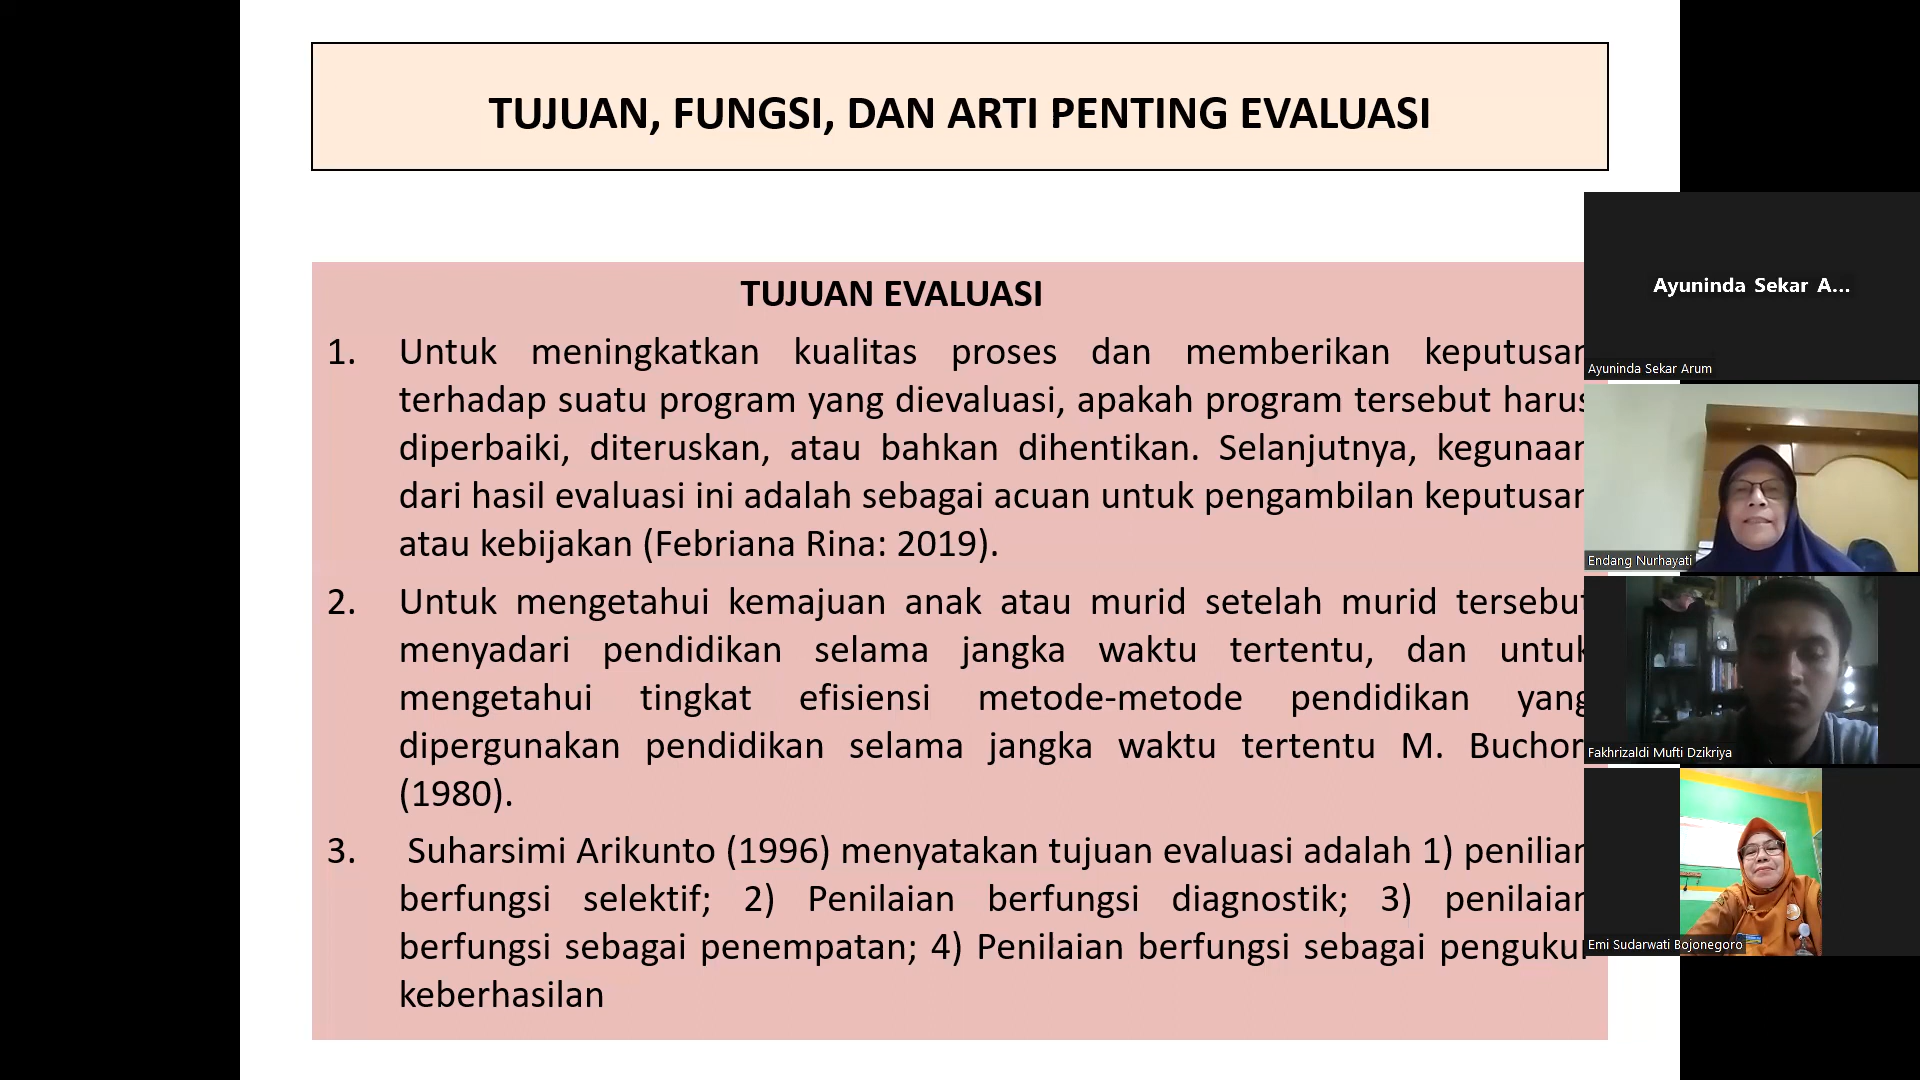 TUJUAN, FUNGSI, DAN ARTI PENTING EVALUASI
TUJUAN EVALUASI
1. Untuk meningkatkan kualitas proses dan memberikan keputusan
terhadap suatu program yang dievaluasi, apakah program tersebut harus
diperbaiki, diteruskan, atau bahkan dihentikan. Selanjutnya, kegunaan
dari hasil evaluasi ini adalah sebagai acuan untuk pengambilan keputusan
atau kebijakan (Febriana Rina: 2019).
2. Untuk mengetahui kemajuan anak atau murid setelah murid tersebut
menyadari pendidikan selama jangka waktu tertentu, dan untuk
mengetahui tingkat efisiensi metode-metode pendidikan yang
dipergunakan pendidikan selama jangka waktu tertentu M. Buchor
(1980).
3. Suharsimi Arikunto (1996) menyatakan tujuan evaluasi adalah 1) penilian
berfungsi selektif; 2) Penilaian berfungsi diagnostik; 3) penilaian
berfungsi sebagai penempatan; 4) Penilaian berfungsi sebagai pengukur
keberhasilan
Ayuninda Sekar A...
Ayuninda Sekar Arum
Endang Nurhayati
Fakhrizaldi Mufti Dzikriya
Emi Sudarwati Bojonegoro